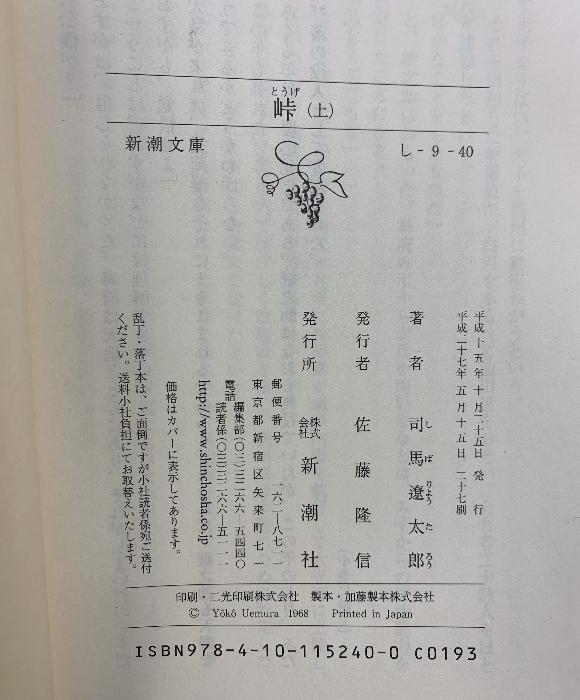 とうげ
峠(上)
新潮文庫
し-9-40
平成十五年十月二十五日 発行
平成二十七年五月十五日 二十七刷
著者 司馬遼太郎
しばりょうたろう
発行者 佐藤隆信
発行所 株式会社 新潮社
郵便番号 一六二―八七一一
東京都新宿区矢来町七一
電話 編集部(〇三)三二六六―五四四〇
読者係(〇三)三二六六―五一一一
http://www.shinchosha.co.jp
価格はカバーに表示してあります。
乱丁・落丁本は、ご面倒ですが小社読者係宛ご送付
ください。送料小社負担にてお取替えいたします。
印刷・二光印刷株式会社 製本・加藤製本株式会社
© Yôkô Uemura 1968 Printed in Japan
ISBN978-4-10-115240-0 C0193